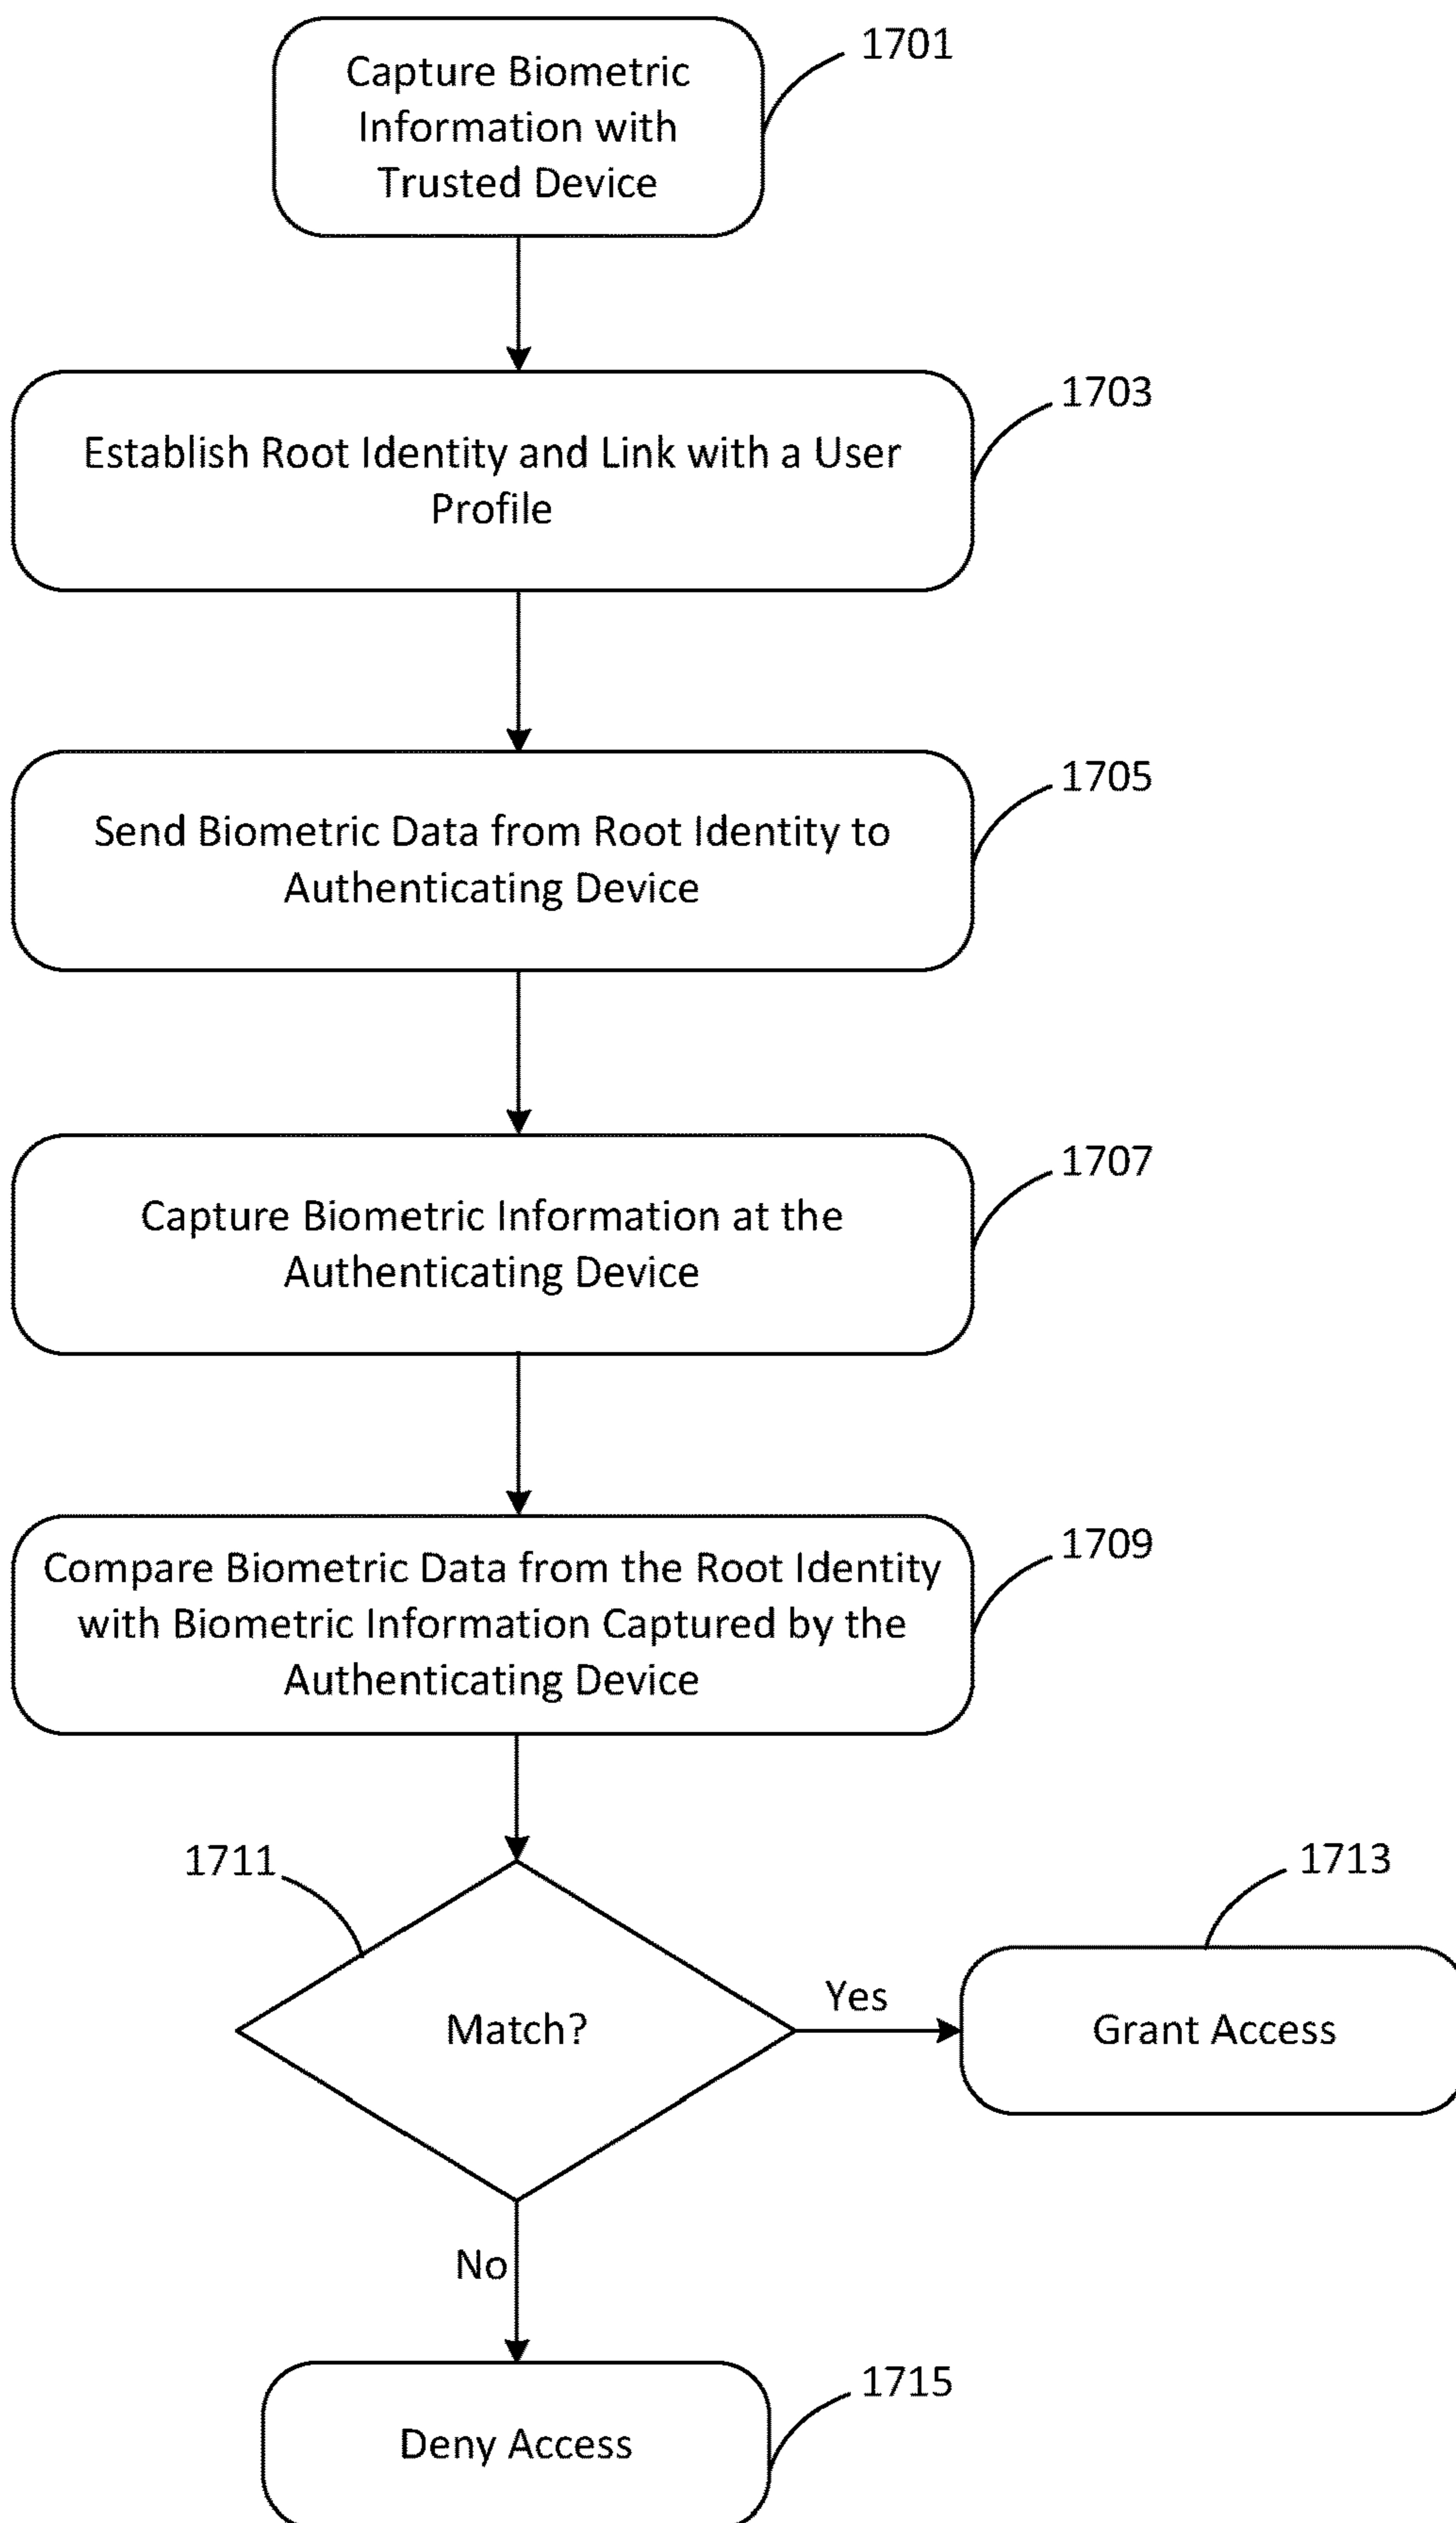 1701
Capture Biometric
Information with
Trusted Device
1703
Establish Root Identity and Link with a User
Profile
1705
Send Biometric Data from Root Identity to
Authenticating Device
1707
Capture Biometric Information at the
Authenticating Device
1709
Compare Biometric Data from the Root Identity
with Biometric Information Captured by the
Authenticating Device
1711
1713
Match?
Yes
Grant Access
No
1715
Deny Access